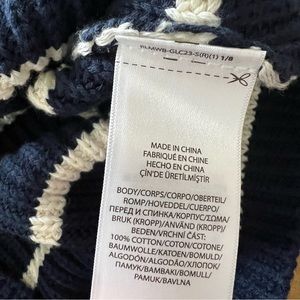 RLMWB-GLC23-S(R)(1) 1/8
MADE IN CHINA
FABRIQUÉ EN CHINE
HECHO EN CHINA
ÇİN'DE ÜRETİLMİŞTİR
BODY/CORPS/CORPO/OBERTEIL/
ROMP/HOVEDDEL/CUERPO/
ПЕРЕД И СПИНКА/КОРПУС/ТЯЛО/
BRUK (KROPP)/ANVÄND (KROPP)/
BEDEN/VRCHNÍ ČÁST:
100% COTTON/COTON/COTONE/
BAUMWOLLE/KATOEN/BOMULD/
ALGODÓN/ALGODÃO/ХЛОПОК/
ПАМУК/BAMBAKI/BOMULL/
PAMUK/BAVLNA